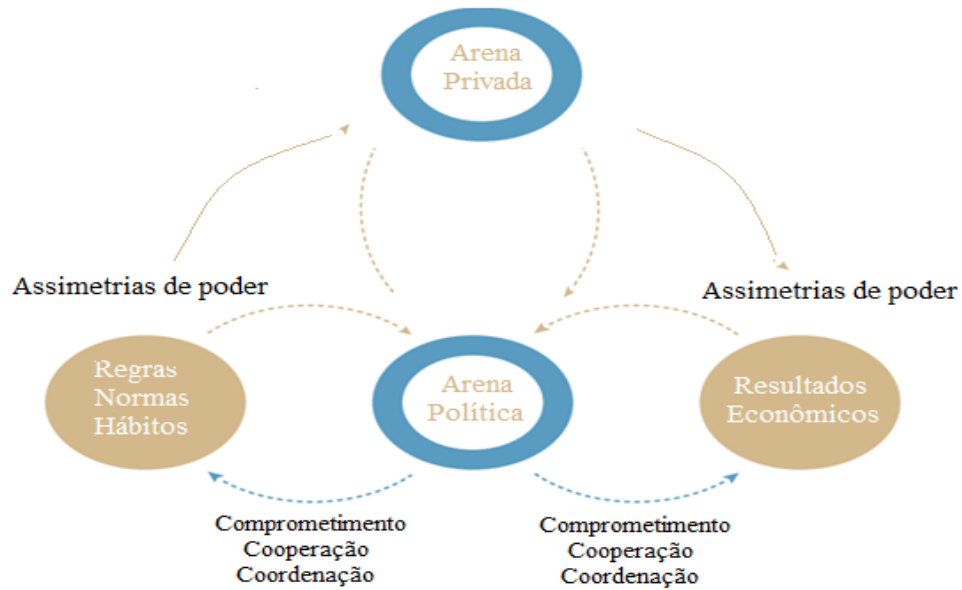 Arena
Privada
Assimetrias de poder
Assimetrias de poder
Regras
Normas
Hábitos
Arena
Política
Resultados
Econômicos
Comprometimento
Cooperação
Coordenação
Comprometimento
Cooperação
Coordenação